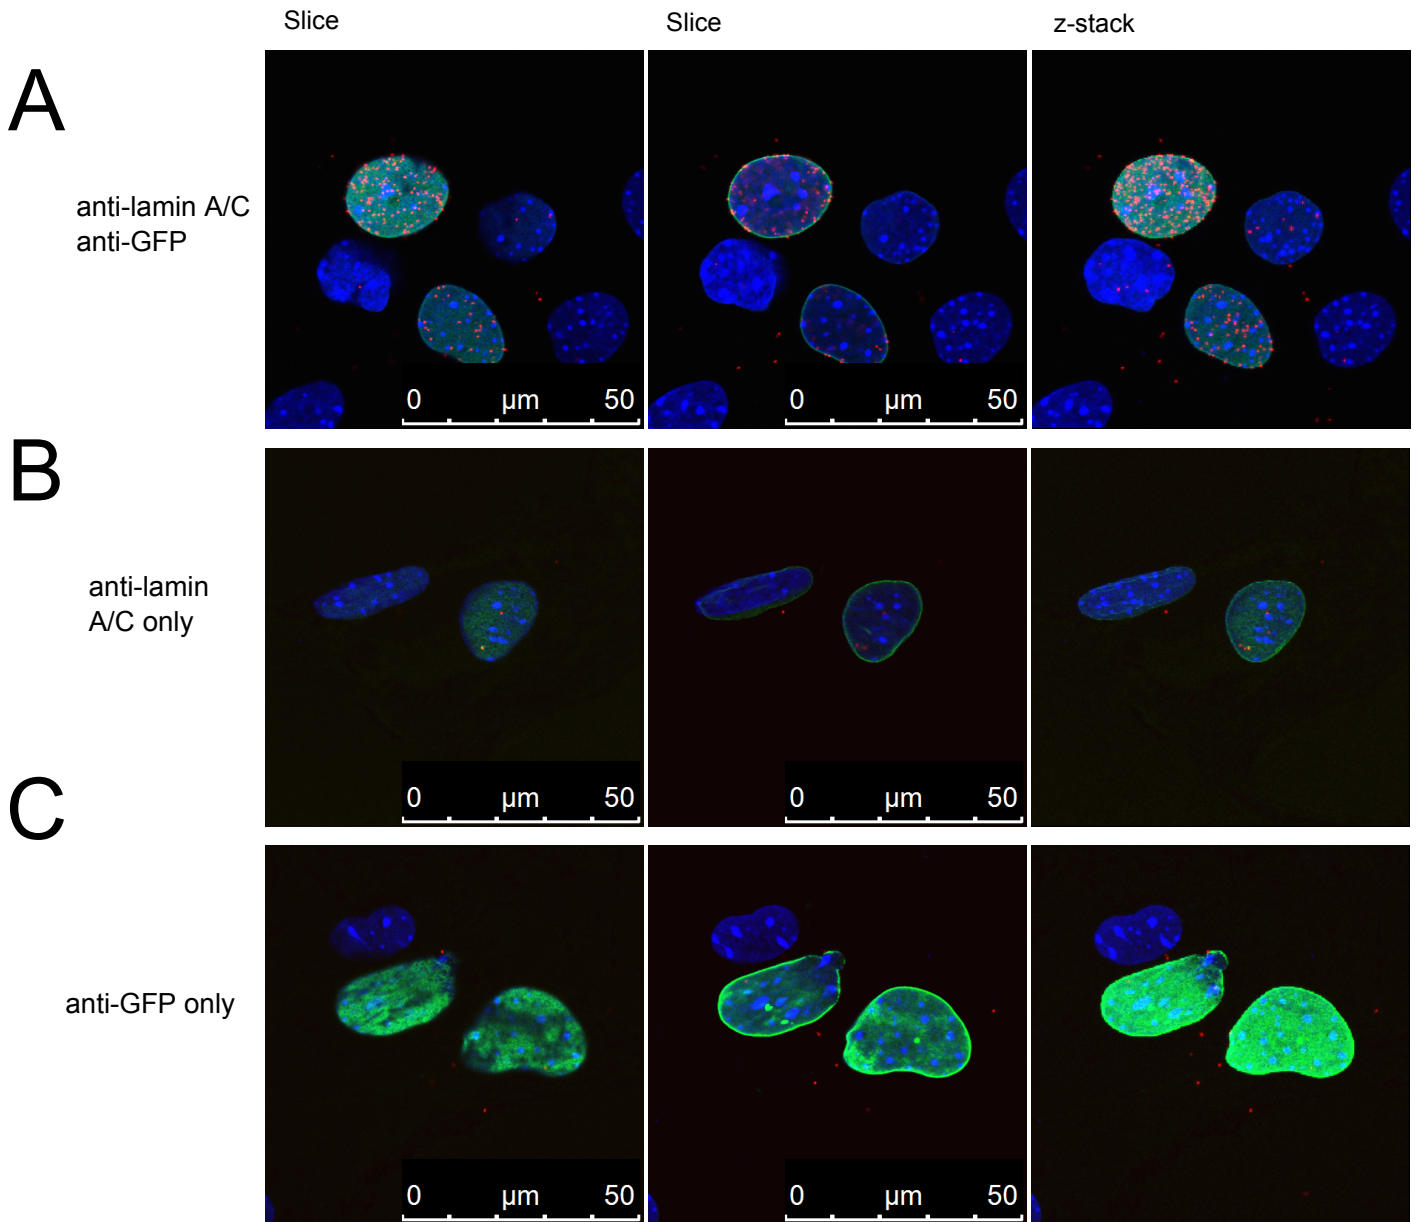 Slice Slice z-stack
A
anti-lamin A/C
anti-GFP
0 µm 50 0 µm 50
B
anti-lamin
A/C only
0 µm 50 0 µm 50
C
anti-GFP only
0 µm 50 0 µm 50